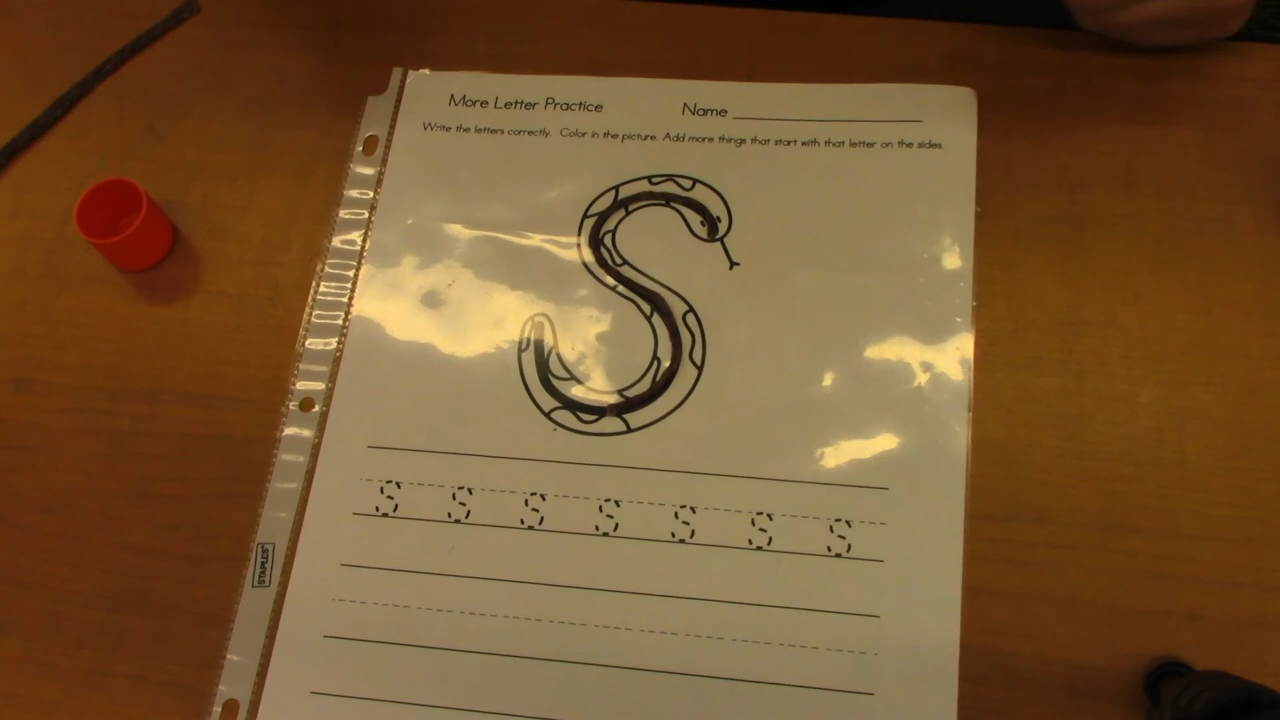 More Letter Practice Name
Write the letters correctly. Color in the picture. Add more things that start with that letter on the sides.
S S S S S S S
STAPLES